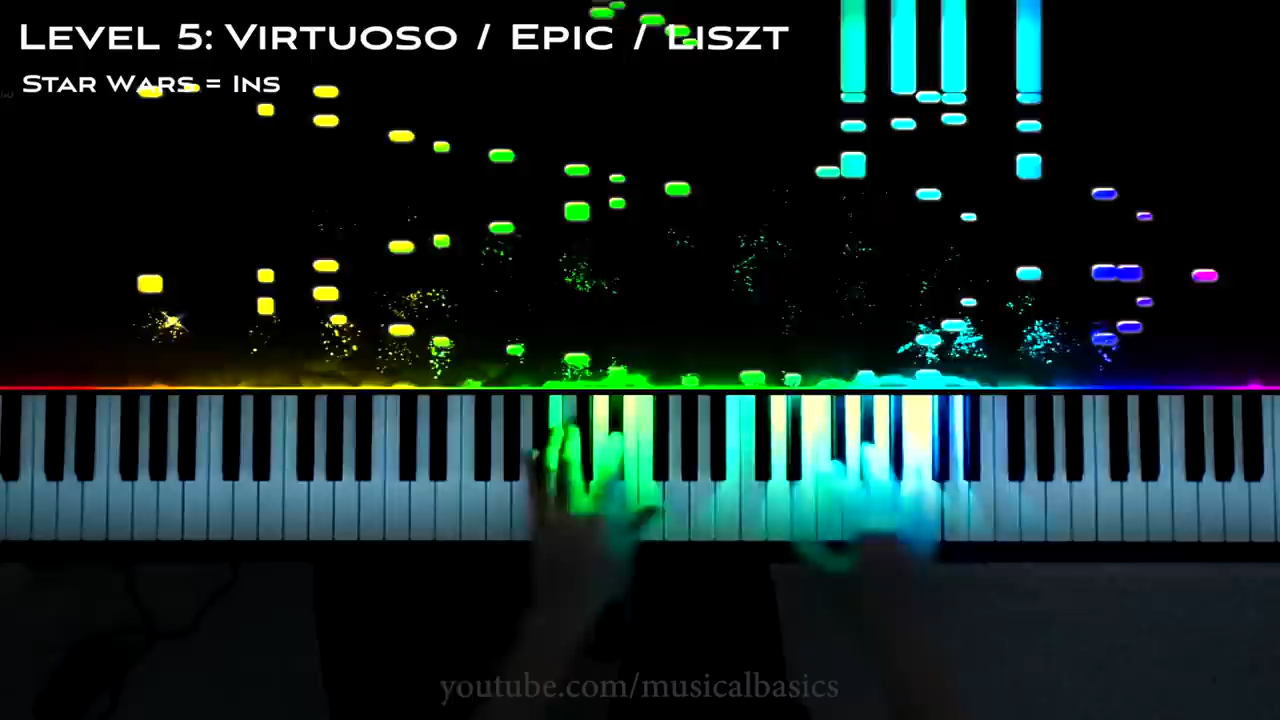 Level 5: Virtuoso / Epic / Liszt
Star Wars = Ins
youtube.com/musicalbasics